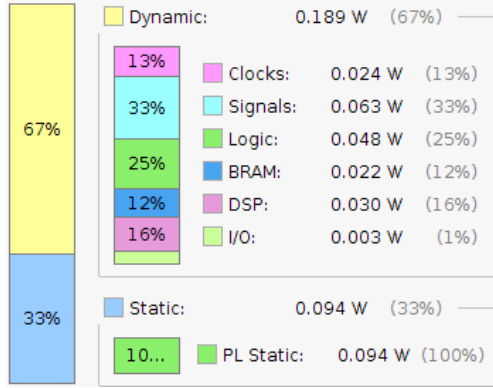 Dynamic: 0.189 W (67%)
67%
13%
Clocks: 0.024 W (13%)
33%
Signals: 0.063 W (33%)
25%
Logic: 0.048 W (25%)
12%
BRAM: 0.022 W (12%)
16%
DSP: 0.030 W (16%)
I/O: 0.003 W (1%)
33%
Static: 0.094 W (33%)
10...
PL Static: 0.094 W (100%)